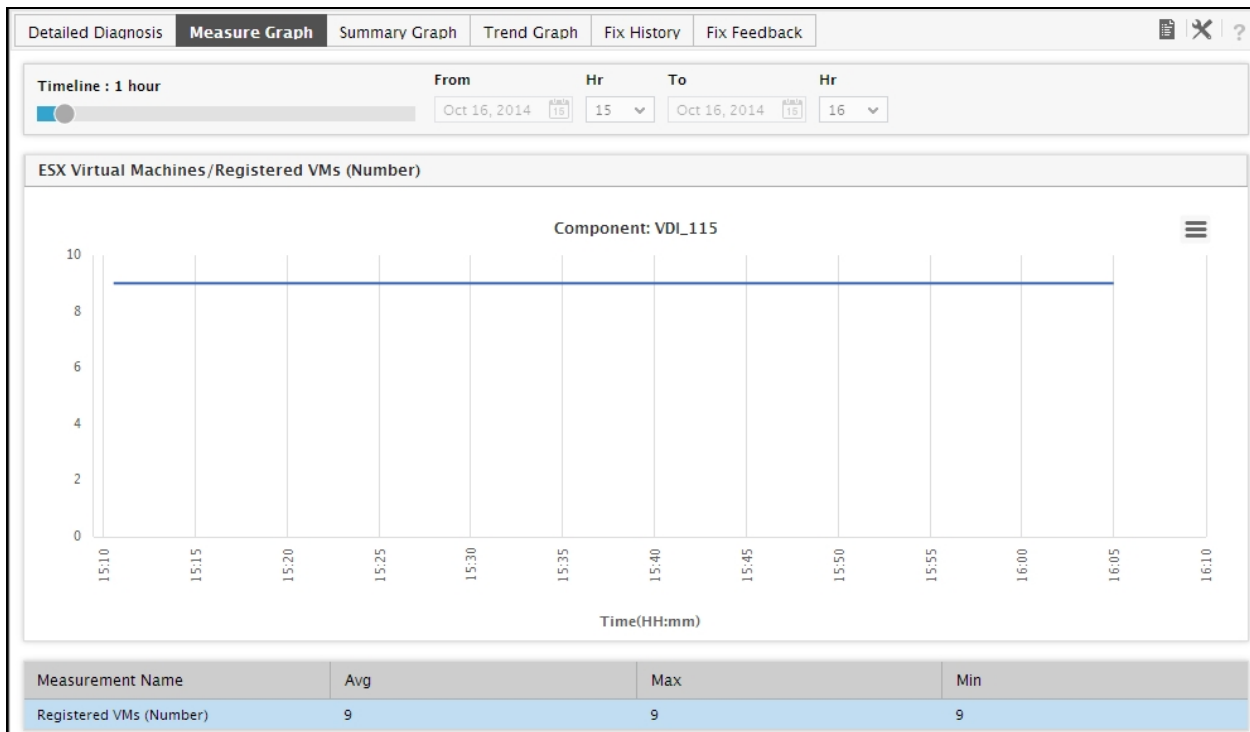 Detailed Diagnosis Measure Graph Summary Graph Trend Graph Fix History Fix Feedback ?
Timeline : 1 hour
From Hr To Hr
Oct 16, 2014 15 15 Oct 16, 2014 15 16
ESX Virtual Machines/Registered VMs (Number)
Component: VDI_115
10
8
6
4
2
0
15:10 15:15 15:20 15:25 15:30 15:35 15:40 15:45 15:50 15:55 16:00 16:05 16:10
Time(HH:mm)
Measurement Name Avg Max Min
Registered VMs (Number) 9 9 9